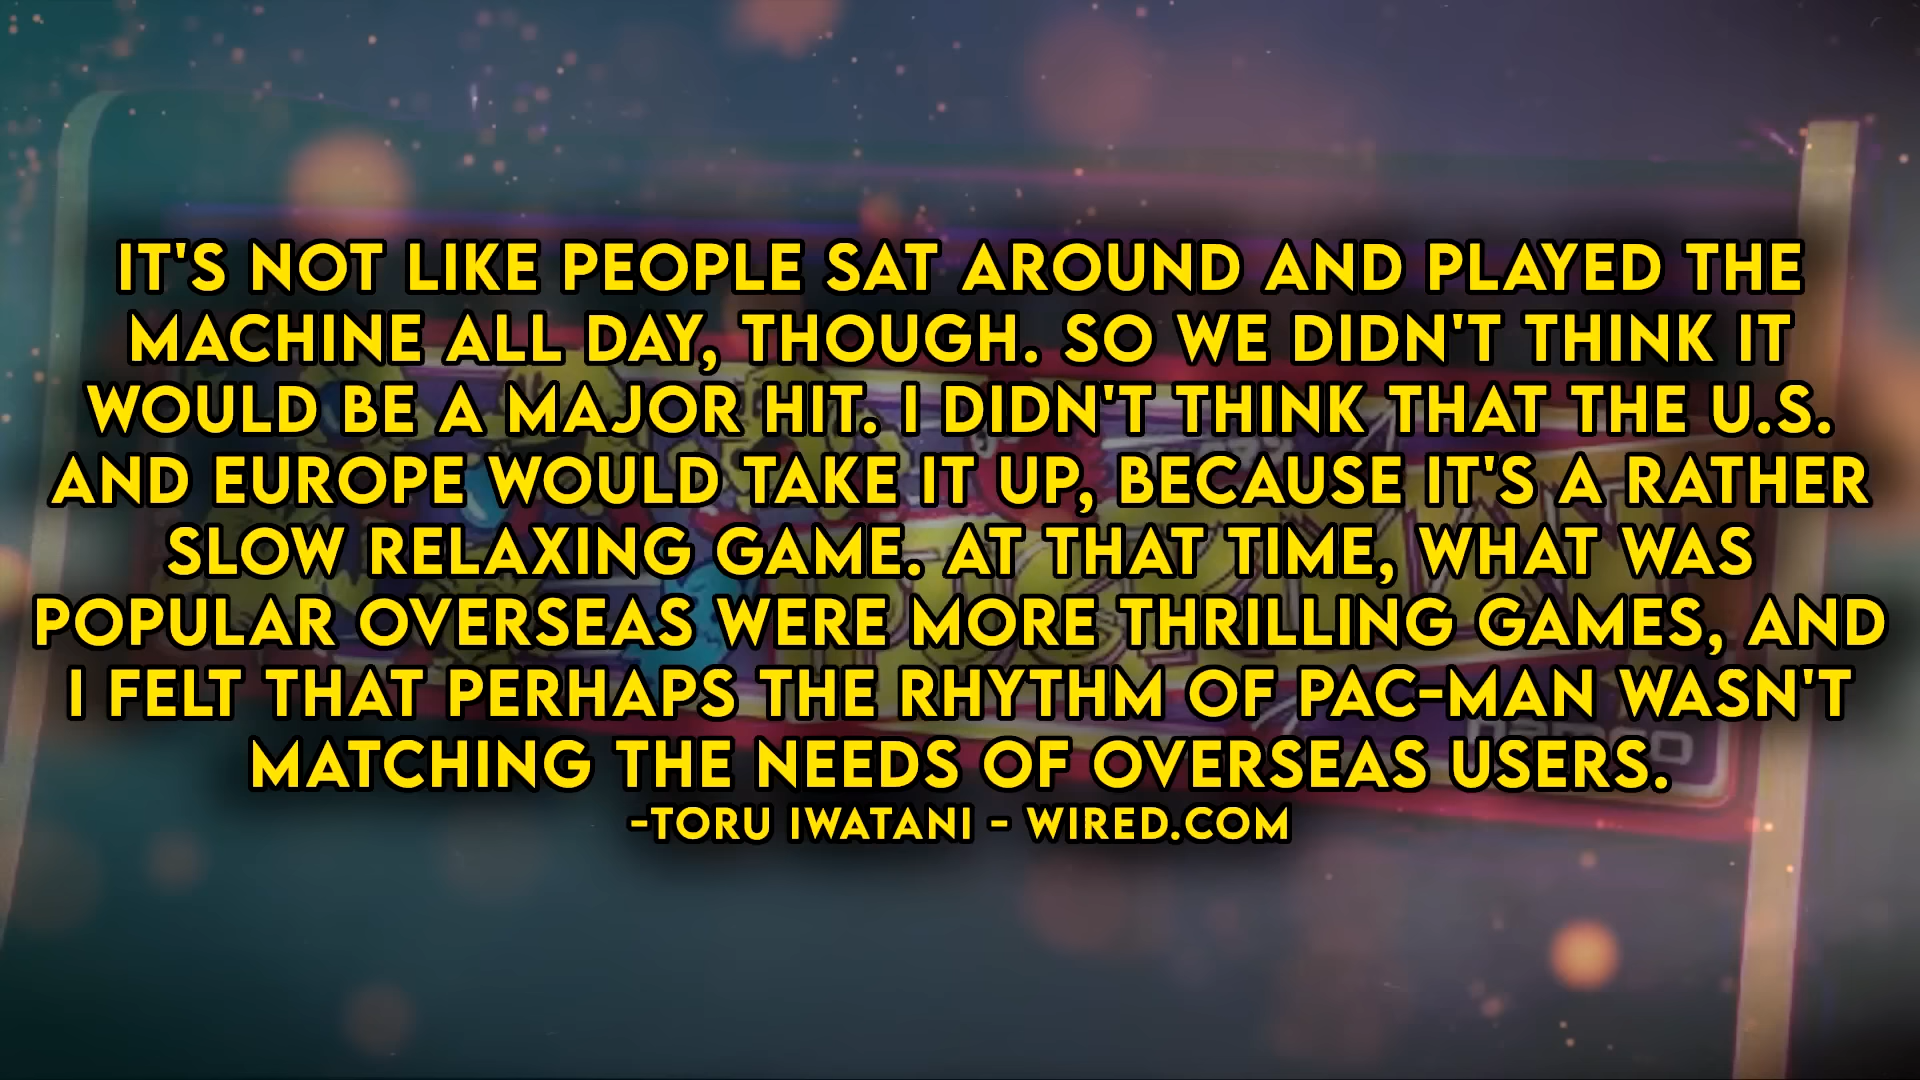 IT'S NOT LIKE PEOPLE SAT AROUND AND PLAYED THE
MACHINE ALL DAY, THOUGH. SO WE DIDN'T THINK IT
WOULD BE A MAJOR HIT. I DIDN'T THINK THAT THE U.S.
AND EUROPE WOULD TAKE IT UP, BECAUSE IT'S A RATHER
SLOW RELAXING GAME. AT THAT TIME, WHAT WAS
POPULAR OVERSEAS WERE MORE THRILLING GAMES, AND
I FELT THAT PERHAPS THE RHYTHM OF PAC-MAN WASN'T
MATCHING THE NEEDS OF OVERSEAS USERS.
-TORU IWATANI - WIRED.COM
namco